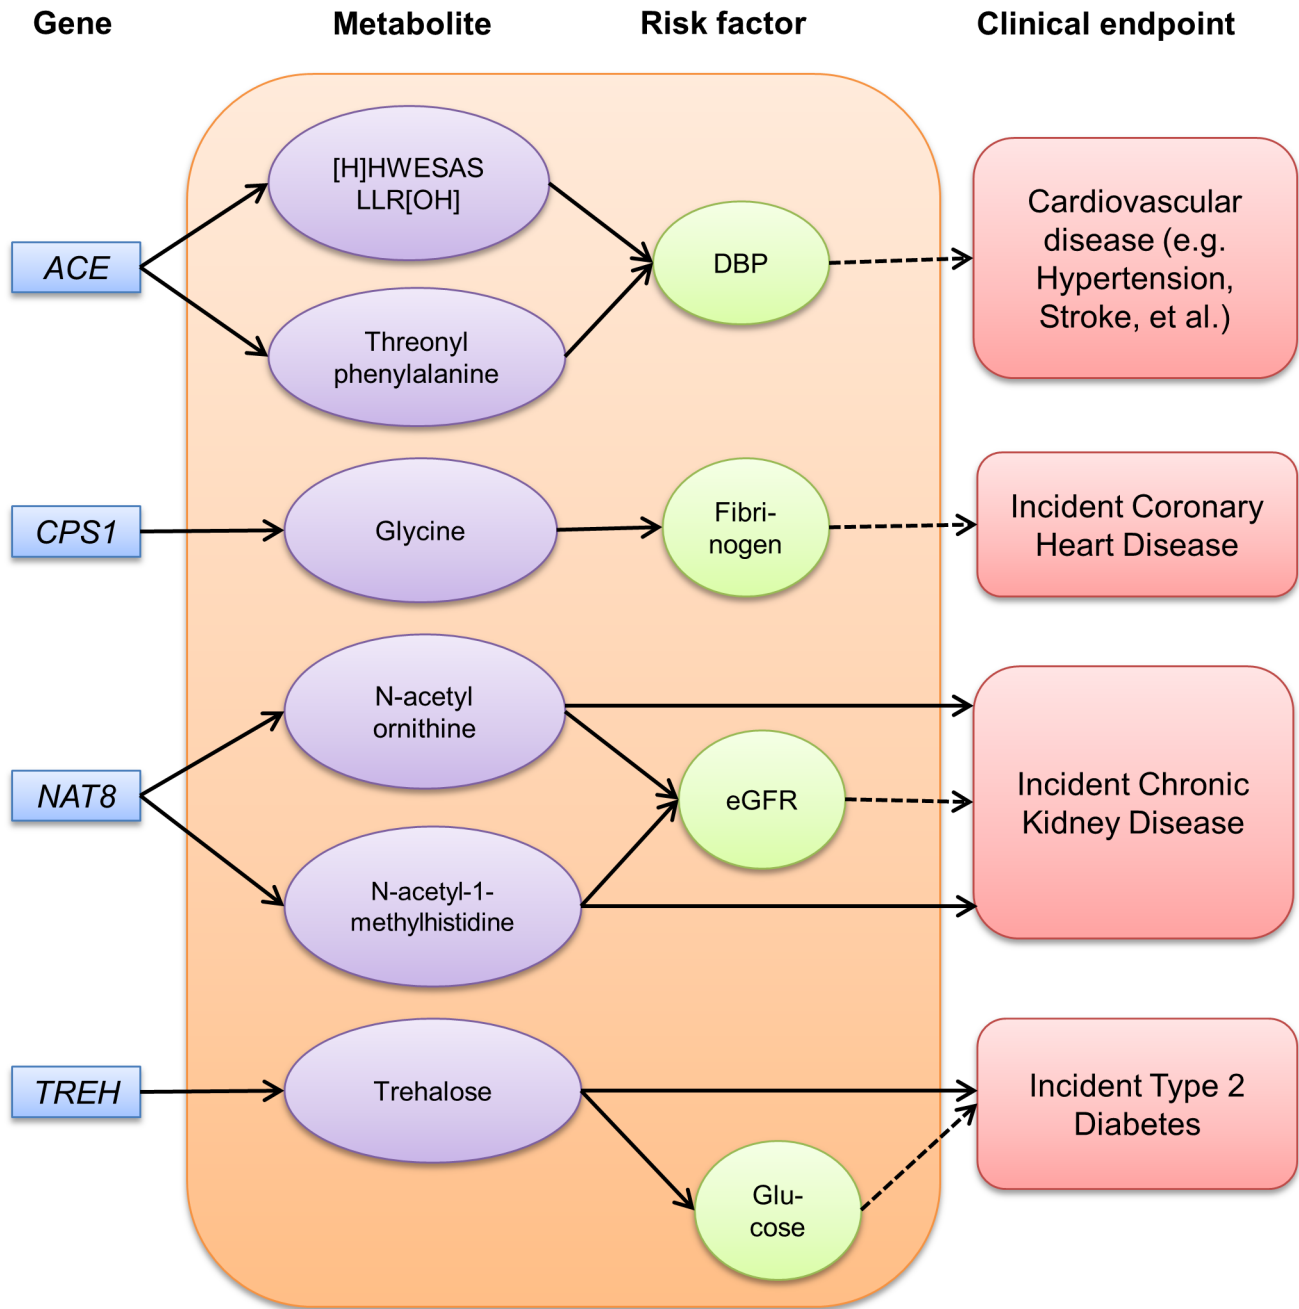 Gene
Metabolite
Risk factor
Clinical endpoint
ACE
[H]HWESAS
LLR[OH]
Threonyl
phenylalanine
DBP
Cardiovascular
disease (e.g.
Hypertension,
Stroke, et al.)
CPS1
Glycine
Fibri-
nogen
Incident Coronary
Heart Disease
NAT8
N-acetyl
ornithine
N-acetyl-1-
methylhistidine
eGFR
Incident Chronic
Kidney Disease
TREH
Trehalose
Glu-
cose
Incident Type 2
Diabetes